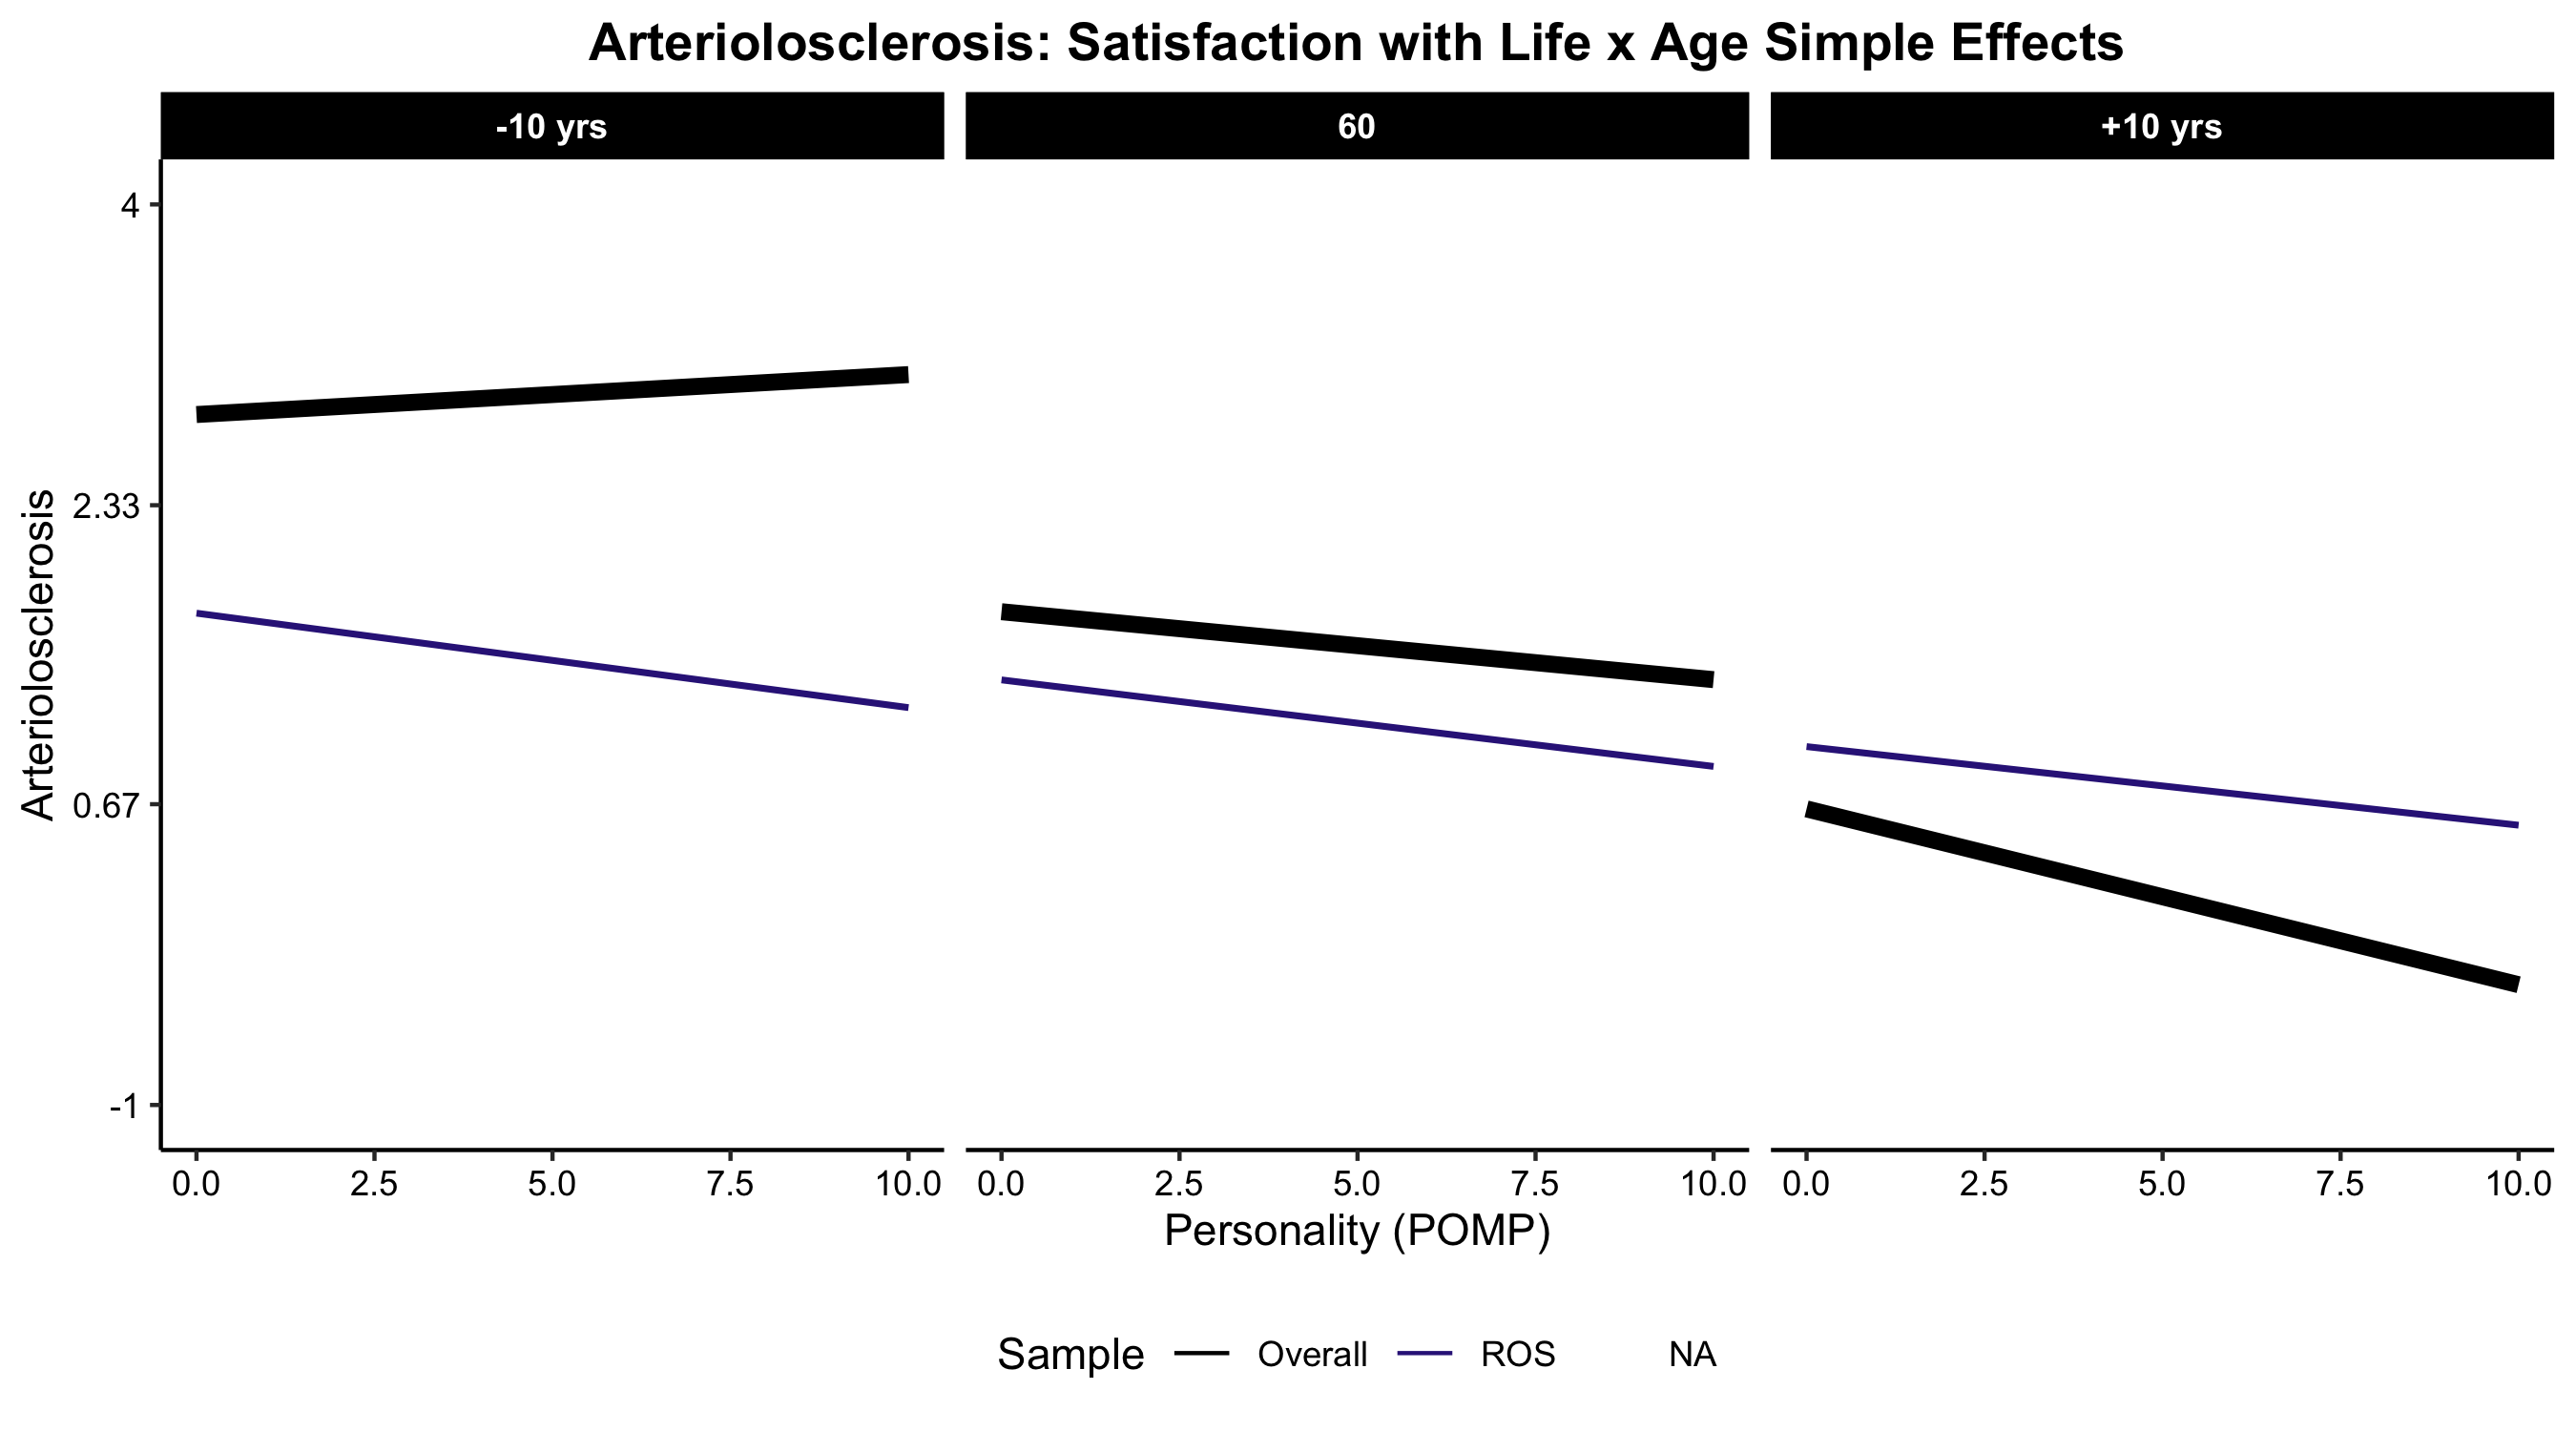 Arteriolosclerosis: Satisfaction with Life x Age Simple Effects
-10 yrs
60
+10 yrs
Arteriolosclerosis
4
2.33
0.67
-1
0.0 2.5 5.0 7.5 10.0
0.0 2.5 5.0 7.5 10.0
0.0 2.5 5.0 7.5 10.0
Personality (POMP)
Sample Overall ROS NA